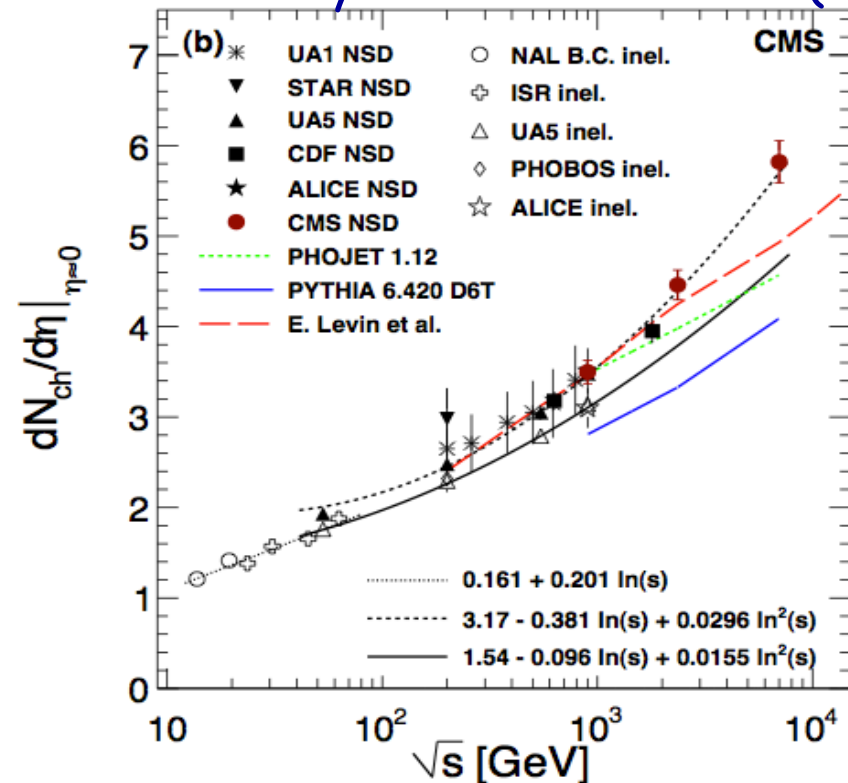 (b) CMS
UA1 NSD
STAR NSD
UA5 NSD
CDF NSD
ALICE NSD
CMS NSD
PHOJET 1.12
PYTHIA 6.420 D6T
E. Levin et al.
NAL B.C. inel.
ISR inel.
UA5 inel.
PHOBOS inel.
ALICE inel.
dN_ch/dη|_η≈0
7
6
5
4
3
2
1
0
0.161 + 0.201 ln(s)
3.17 - 0.381 ln(s) + 0.0296 ln²(s)
1.54 - 0.096 ln(s) + 0.0155 ln²(s)
10 10² 10³ 10⁴
√s [GeV]